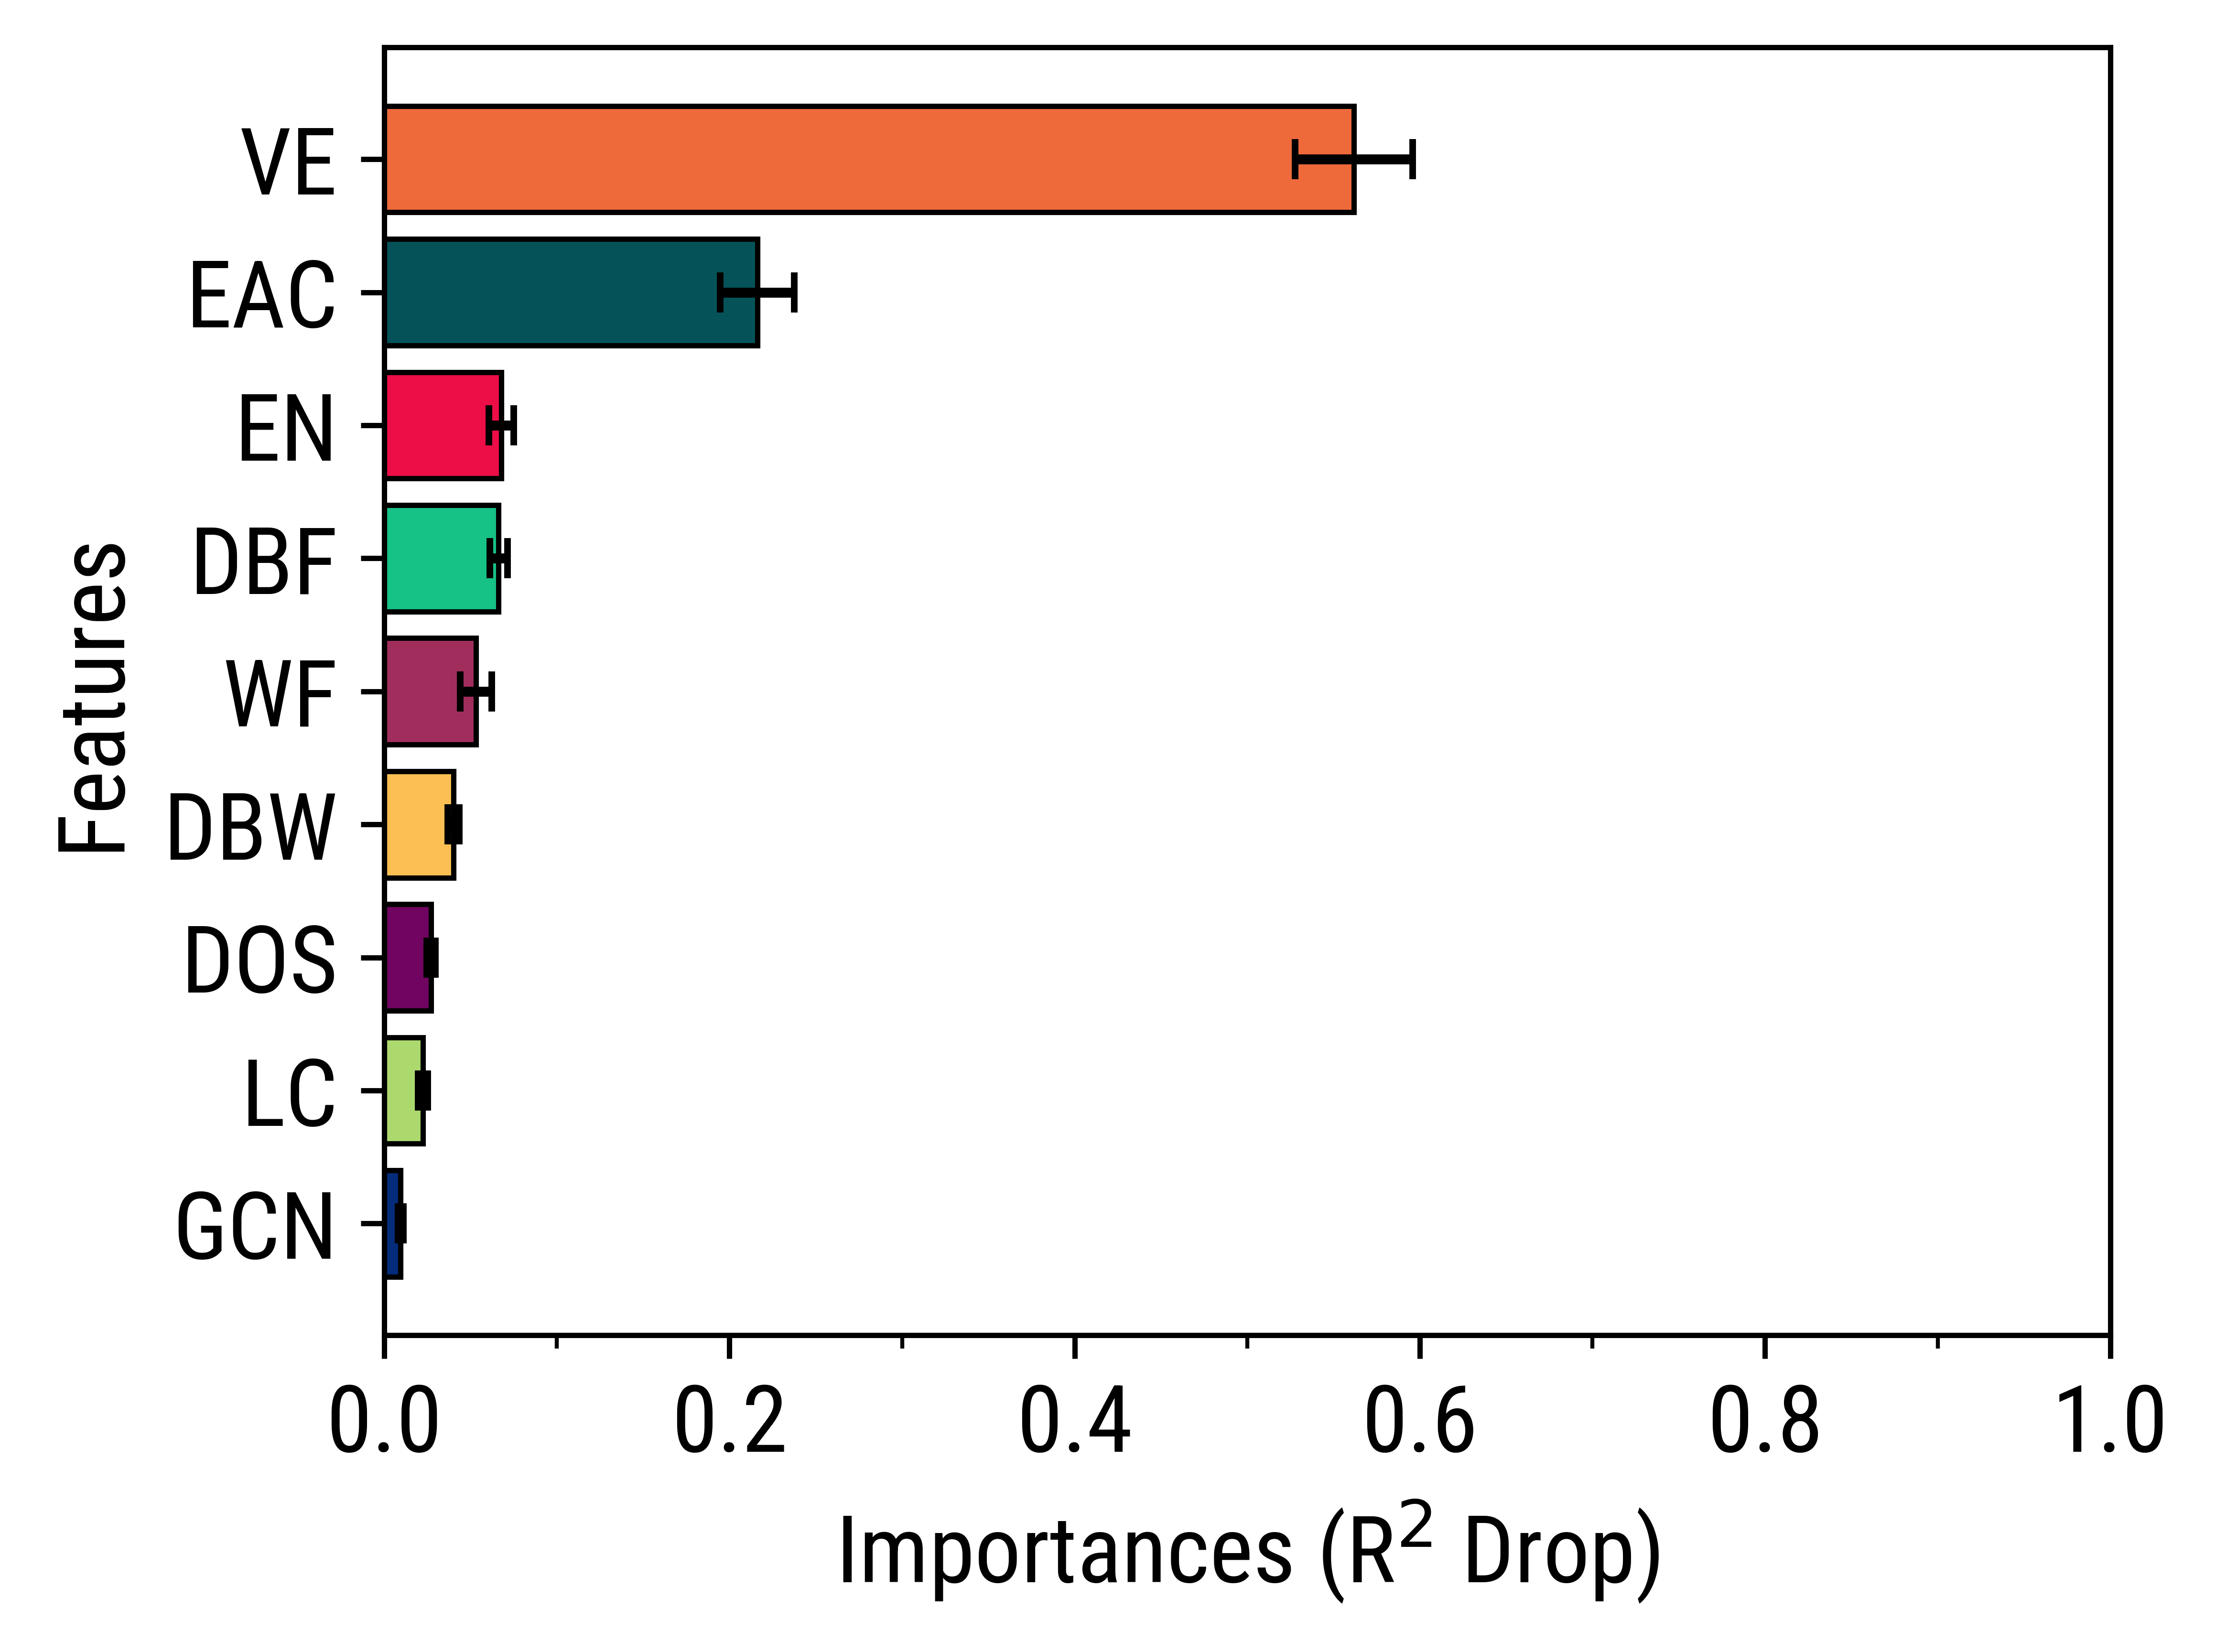 VE
EAC
EN
DBF
WF
DBW
DOS
LC
GCN
Features
0.0 0.2 0.4 0.6 0.8 1.0
Importances (R² Drop)